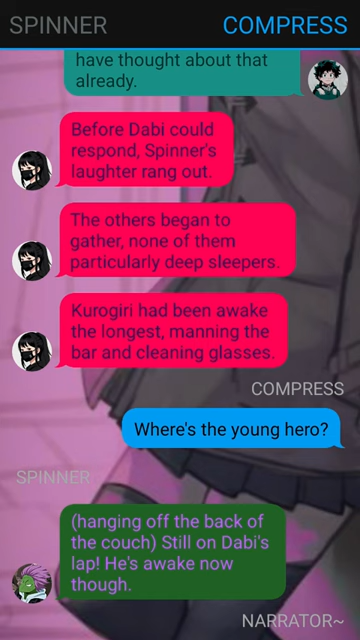 SPINNER COMPRESS
have thought about that
already.
Before Dabi could
respond, Spinner's
laughter rang out.
The others began to
gather, none of them
particularly deep sleepers.
Kurogiri had been awake
the longest, manning the
bar and cleaning glasses.
COMPRESS
Where's the young hero?
SPINNER
(hanging off the back of
the couch) Still on Dabi's
lap! He's awake now
though.
NARRATOR~